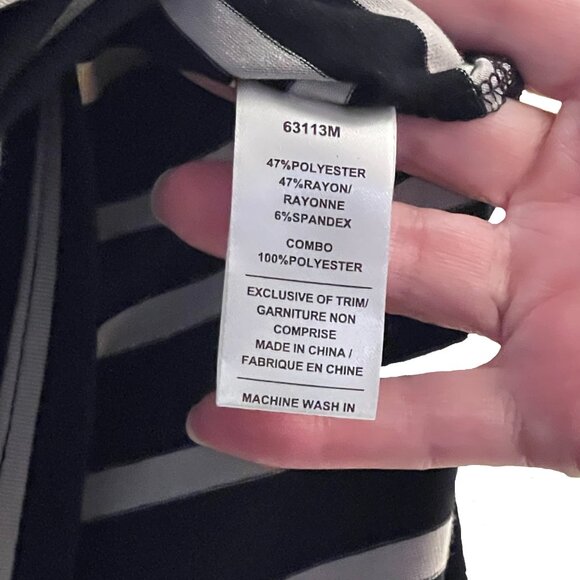 63113M
47%POLYESTER
47%RAYON/
RAYONNE
6%SPANDEX
COMBO
100%POLYESTER
EXCLUSIVE OF TRIM/
GARNITURE NON
COMPRISE
MADE IN CHINA /
FABRIQUE EN CHINE
MACHINE WASH IN